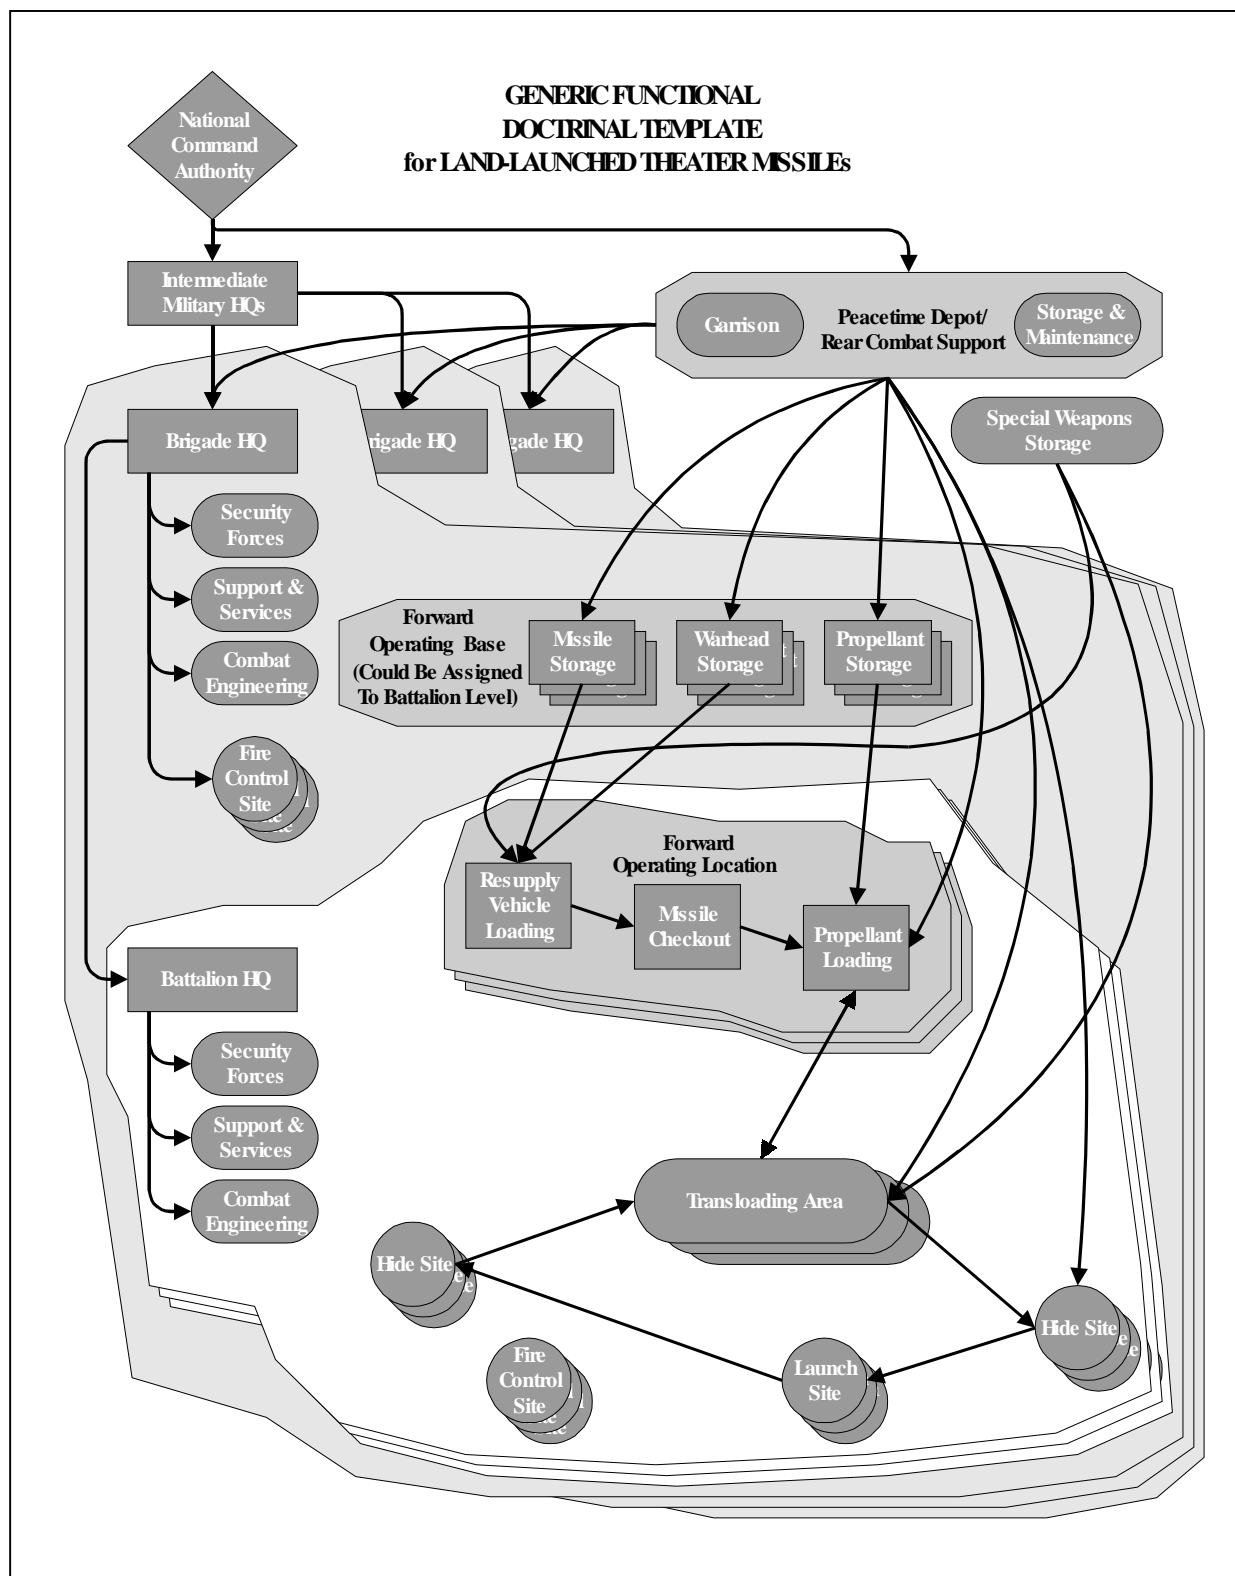 GENERIC FUNCTIONAL
DOCTRINAL TEMPLATE
for LAND-LAUNCHED THEATER MISSILEs
National
Command
Authority
Intermediate
Military HQs
Garrison
Peacetime Depot/
Rear Combat Support
Storage &
Maintenance
Special Weapons
Storage
Brigade HQ
rigade HQ
gade HQ
Security
Forces
Support &
Services
Combat
Engineering
Fire
Control
Site
Forward
Operating Base
(Could Be Assigned
To Battalion Level)
Missile
Storage
Warhead
Storage
Propellant
Storage
Forward
Operating Location
Resupply
Vehicle
Loading
Missile
Checkout
Propellant
Loading
Battalion HQ
Security
Forces
Support &
Services
Combat
Engineering
Transloading Area
Hide Site
Hide Site
Fire
Control
Site
Launch
Site